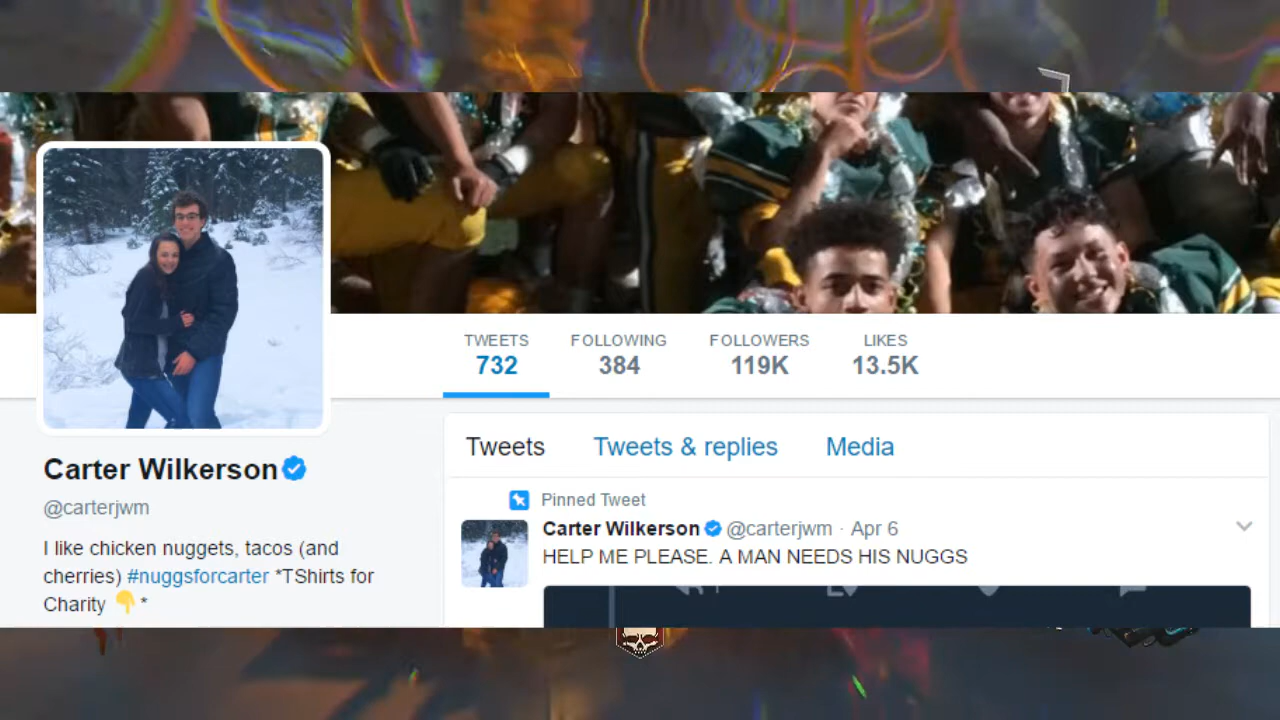 TWEETS FOLLOWING FOLLOWERS LIKES
732 384 119K 13.5K
Carter Wilkerson
@carterjwm
I like chicken nuggets, tacos (and
cherries) #nuggsforcarter *TShirts for
Charity 👇 *
Tweets Tweets & replies Media
Pinned Tweet
Carter Wilkerson @carterjwm · Apr 6
HELP ME PLEASE. A MAN NEEDS HIS NUGGS